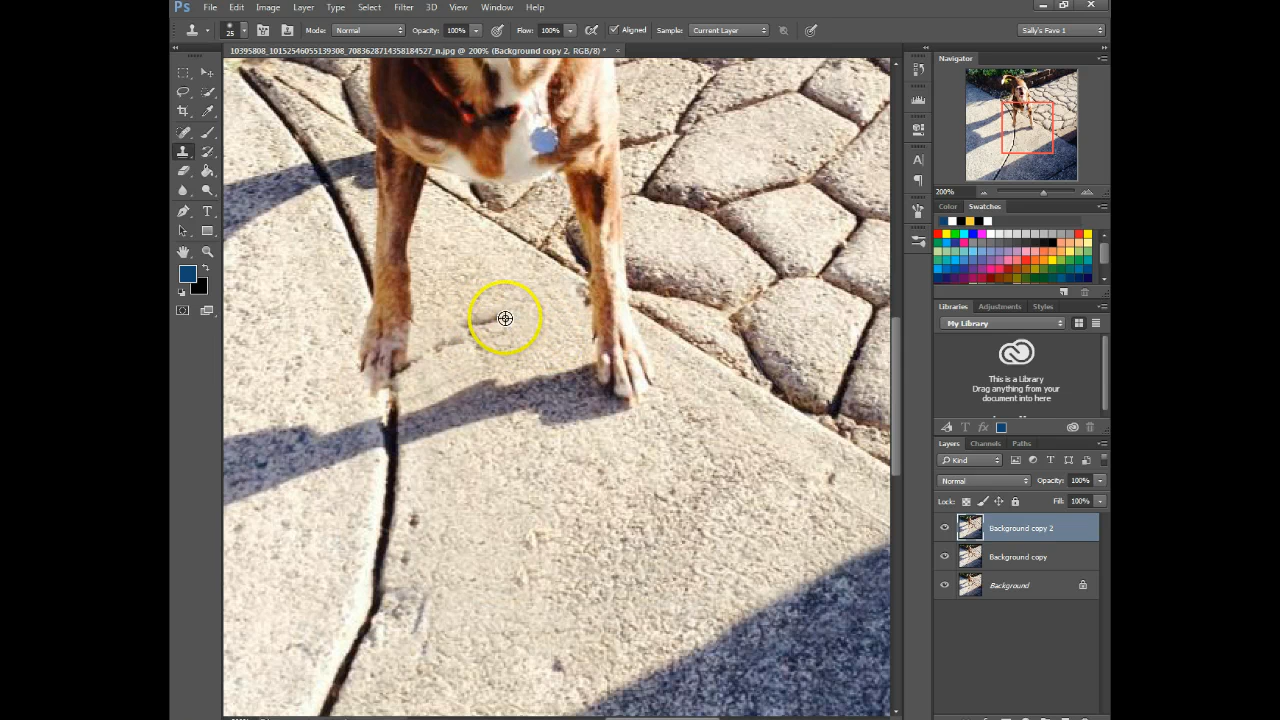 Ps File Edit Image Layer Type Select Filter 3D View Window Help
25 Mode: Normal Opacity: 100% Flow: 100% Aligned Sample: Current Layer Sally's Fave 1
10395808_10152546055139308_7083628714358184527_n.jpg @ 200% (Background copy 2, RGB/8) * ×
Navigator
200%
Color Swatches
Libraries Adjustments Styles
My Library
This is a Library
Drag anything from your
document into here
Layers Channels Paths
Kind
Normal Opacity: 100%
Lock: Fill: 100%
Background copy 2
Background copy
Background